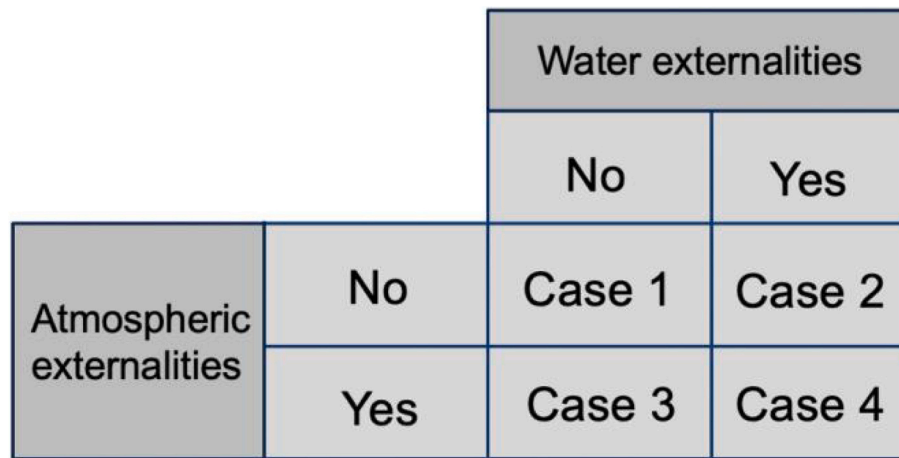 Water externalities
No Yes
Atmospheric
externalities
No Case 1 Case 2
Yes Case 3 Case 4